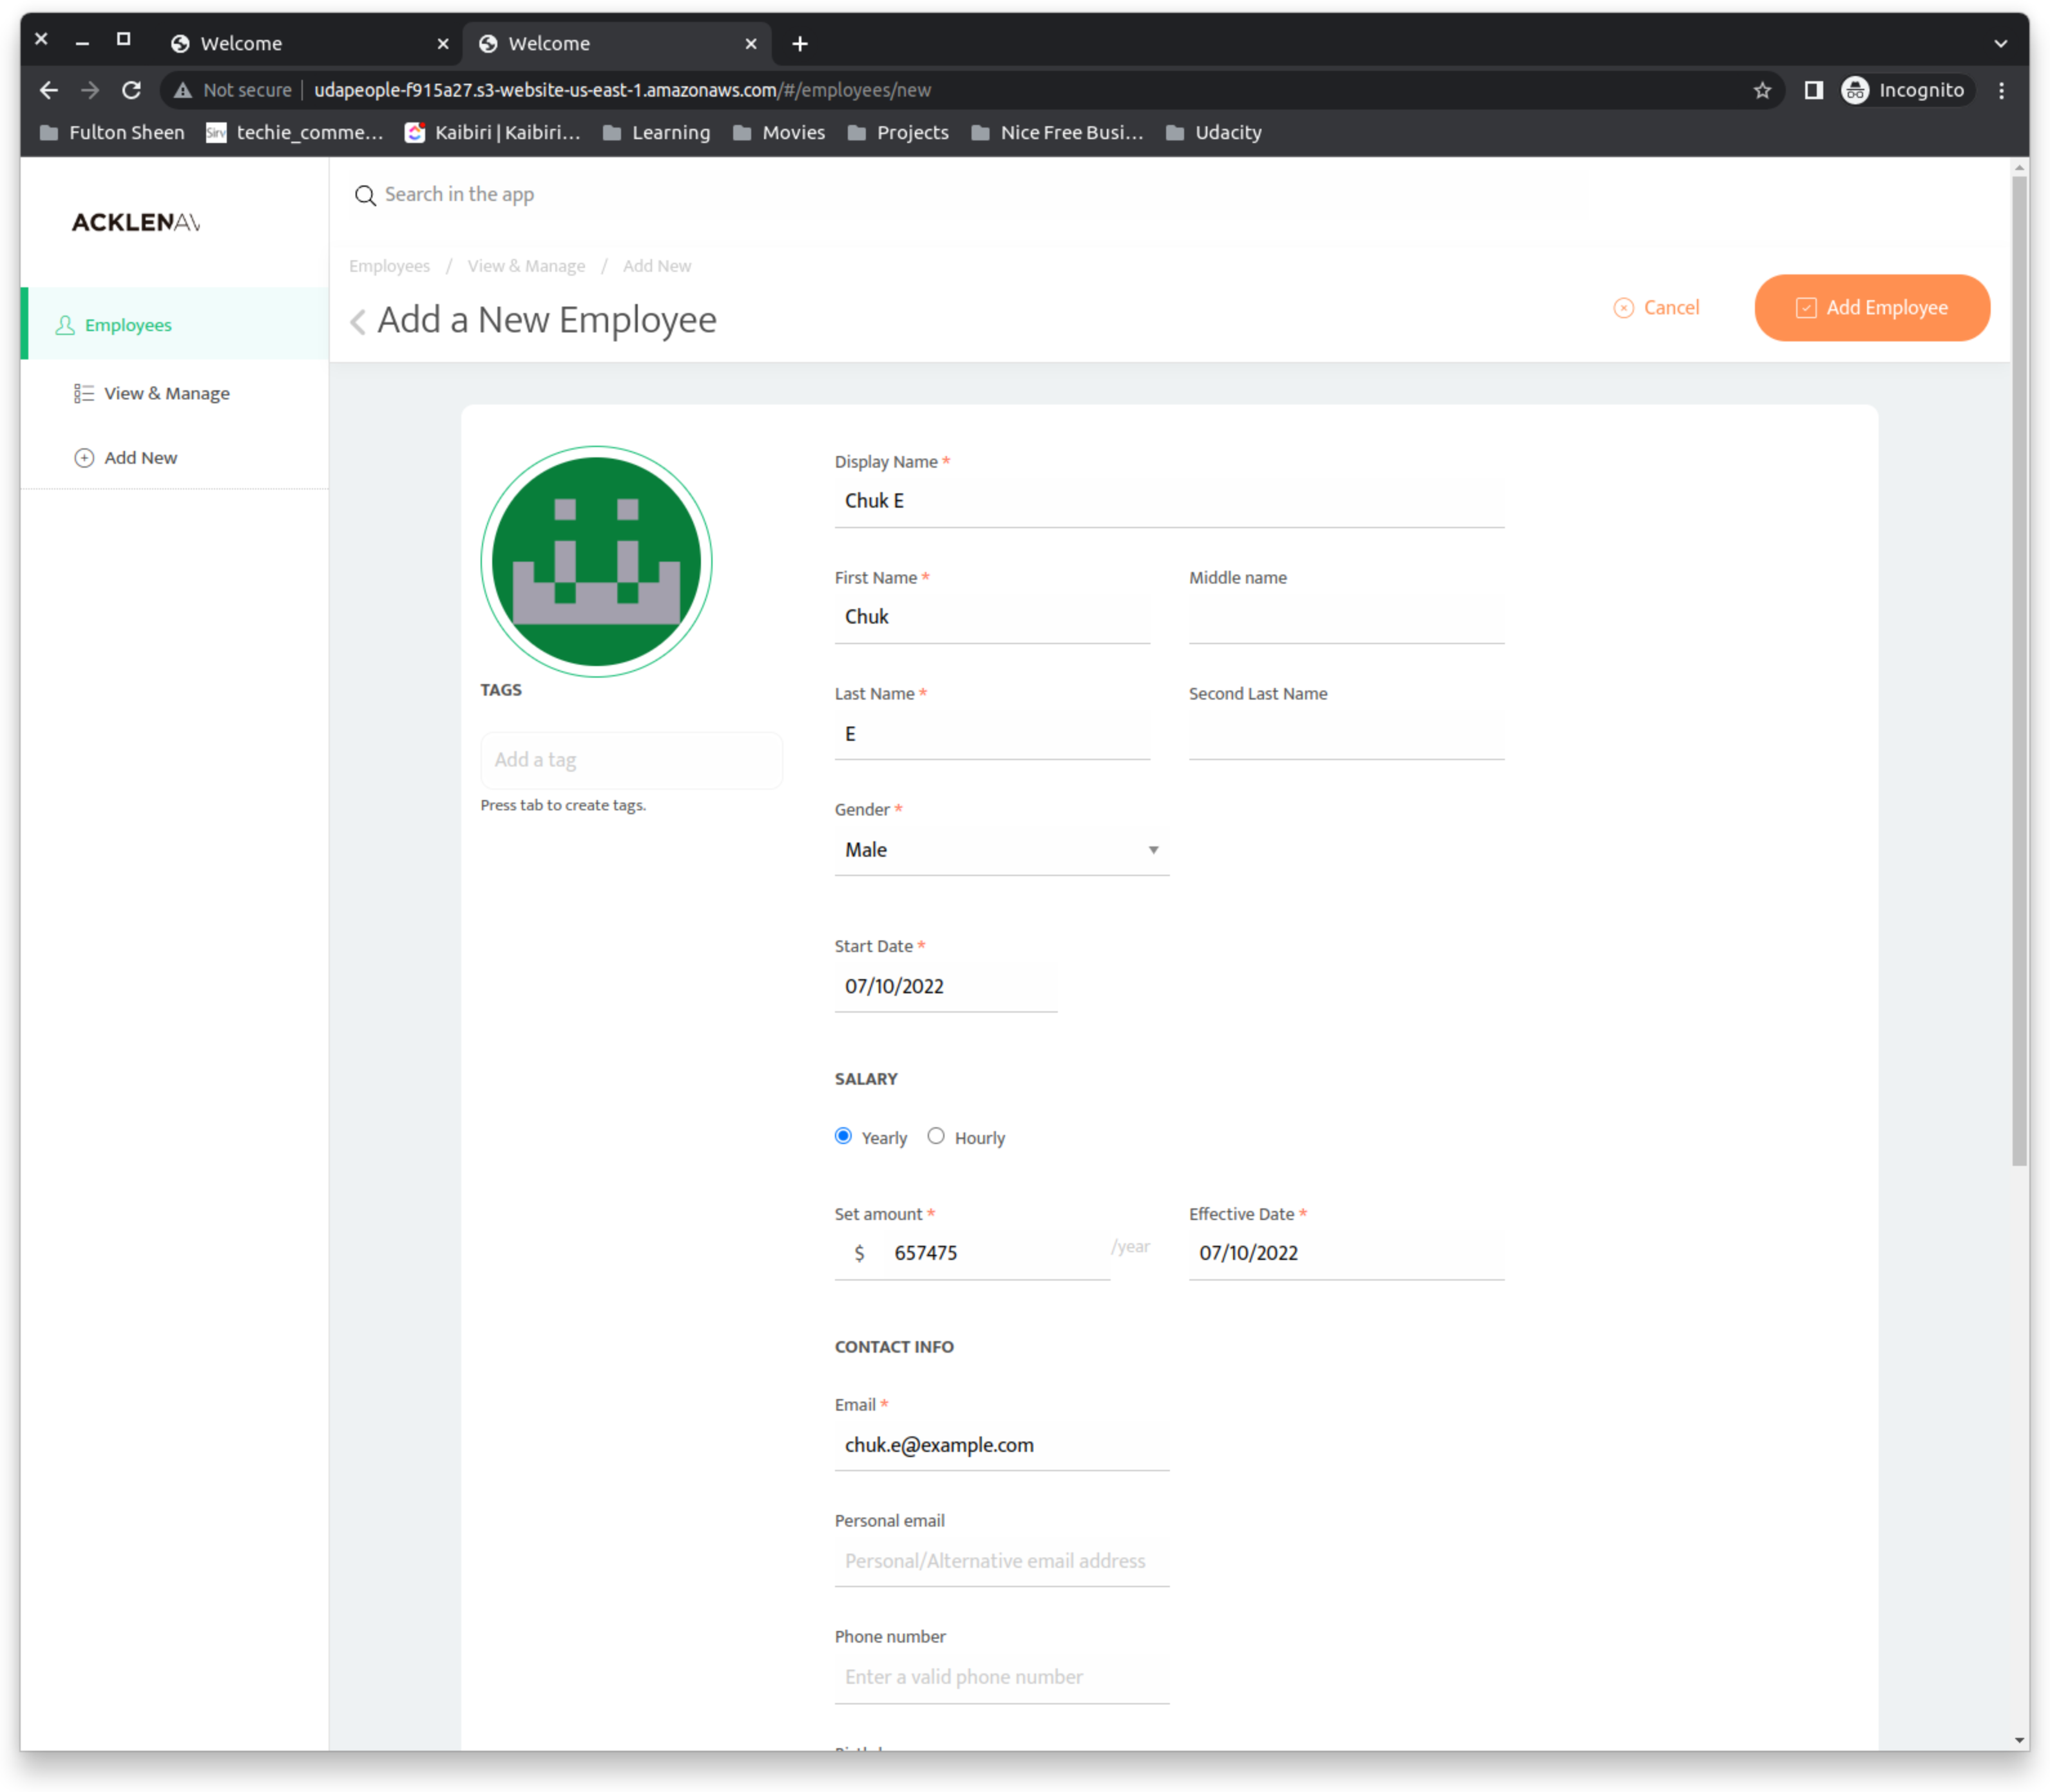 Welcome
Welcome
Not secure udapeople-f915a27.s3-website-us-east-1.amazonaws.com/#/employees/new
Incognito
Fulton Sheen
Sirv techie_comme...
Kaibiri | Kaibiri...
Learning
Movies
Projects
Nice Free Busi...
Udacity
ACKLENAV
Search in the app
Employees / View & Manage / Add New
Add a New Employee
Cancel
Add Employee
Employees
View & Manage
Add New
TAGS
Add a tag
Press tab to create tags.
Display Name *
Chuk E
First Name *
Chuk
Middle name
Last Name *
E
Second Last Name
Gender *
Male
Start Date *
07/10/2022
SALARY
Yearly Hourly
Set amount *
$ 657475 /year
Effective Date *
07/10/2022
CONTACT INFO
Email *
chuk.e@example.com
Personal email
Personal/Alternative email address
Phone number
Enter a valid phone number